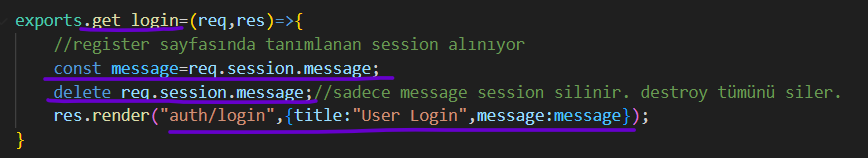 exports.get_login=(req,res)=>{
//register sayfasında tanımlanan session alınıyor
const message=req.session.message;
delete req.session.message;//sadece message session silinir. destroy tümünü siler.
res.render("auth/login",{title:"User Login",message:message});
}